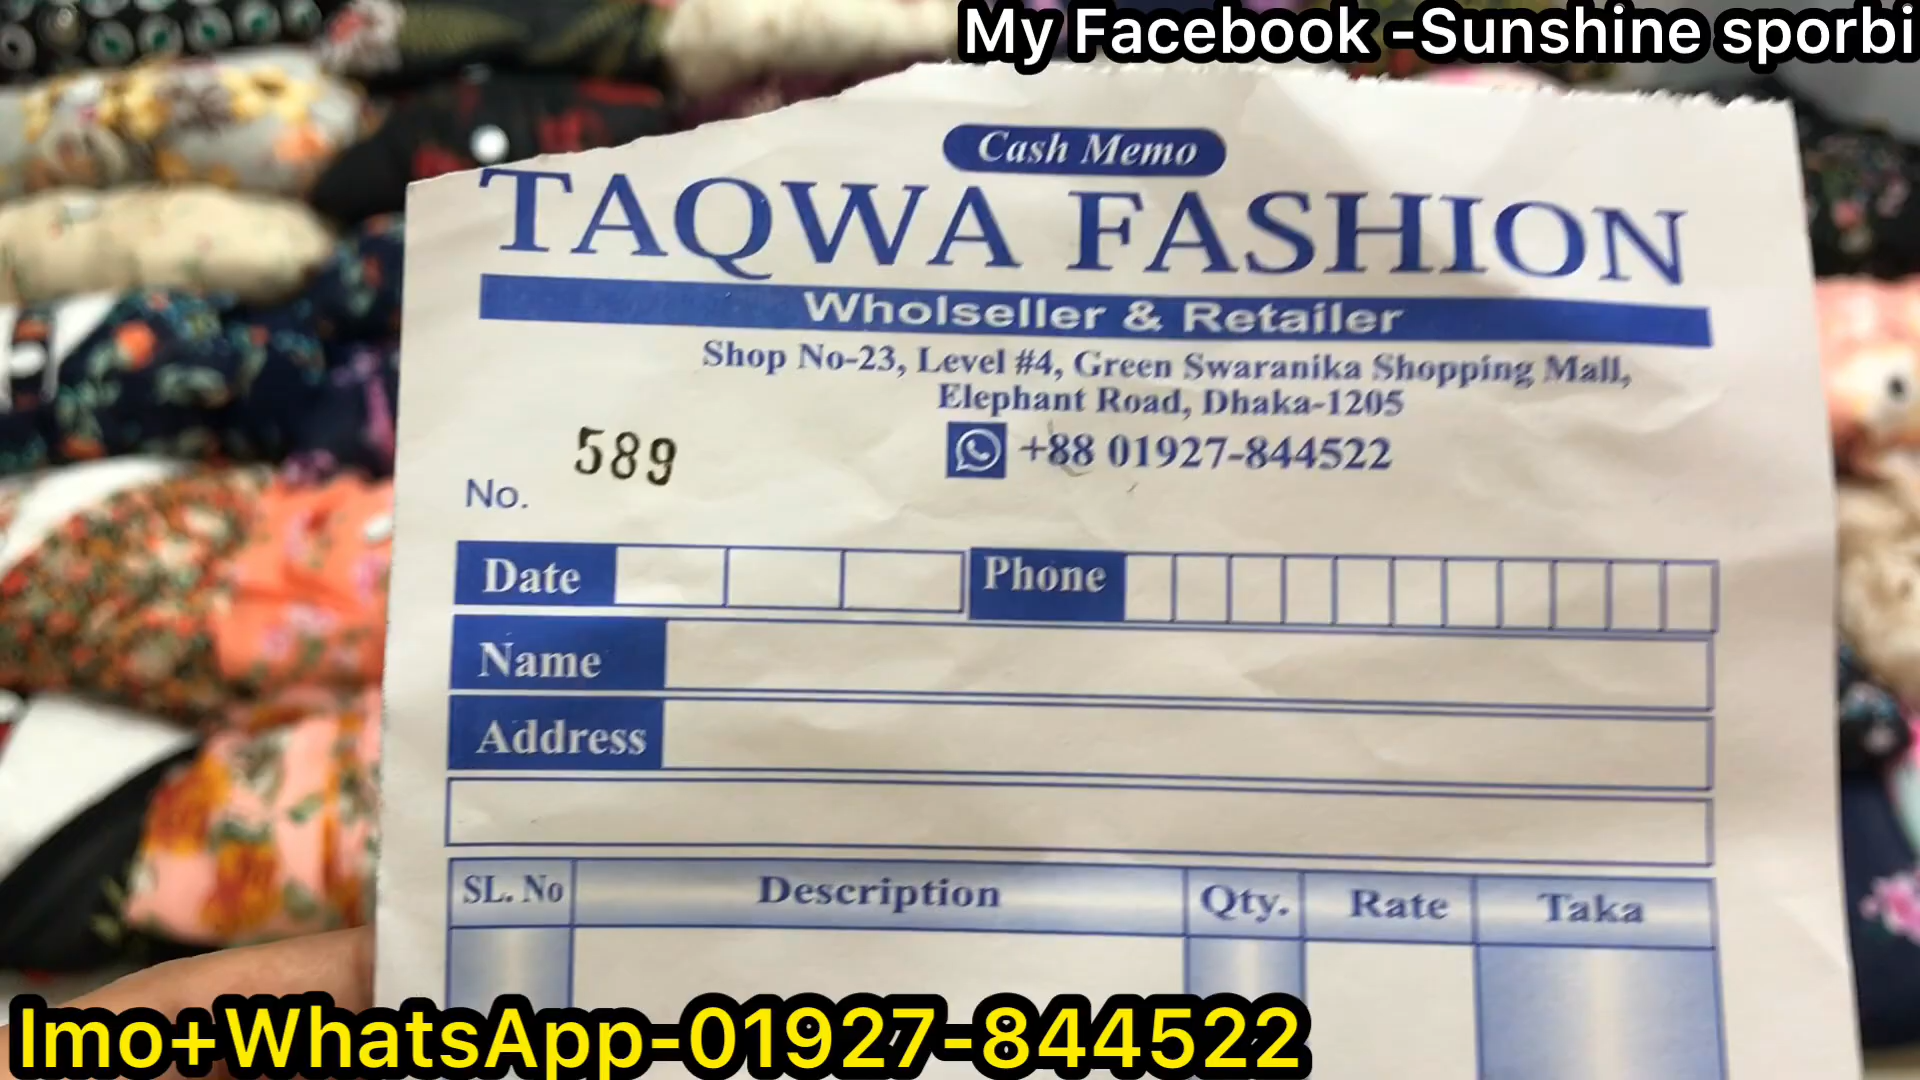 My Facebook -Sunshine sporbi
Cash Memo
TAQWA FASHION
Wholseller & Retailer
Shop No-23, Level #4, Green Swaranika Shopping Mall,
Elephant Road, Dhaka-1205
+88 01927-844522
No. 589
Date Phone
Name
Address
SL. No Description Qty. Rate Taka
Imo+WhatsApp-01927-844522